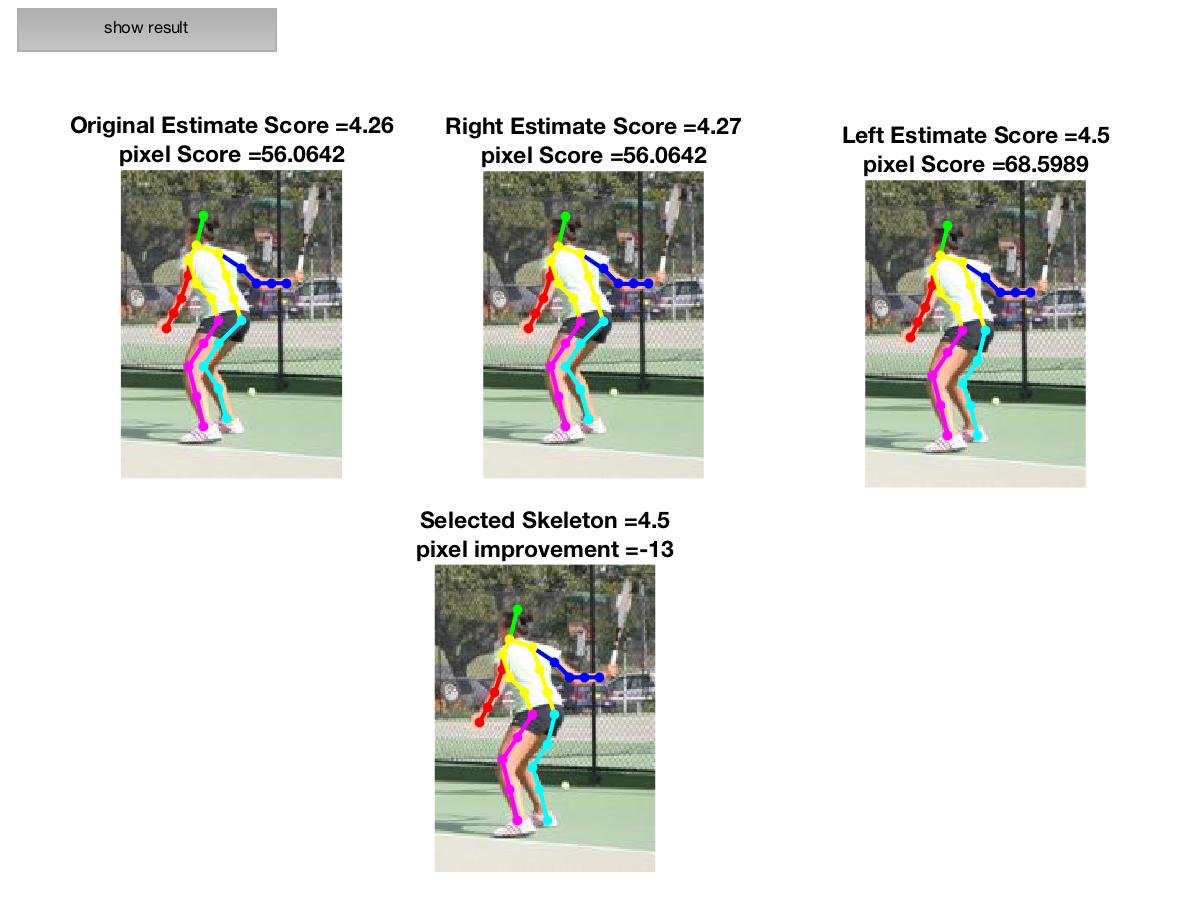 show result
Original Estimate Score =4.26
pixel Score =56.0642
Right Estimate Score =4.27
pixel Score =56.0642
Left Estimate Score =4.5
pixel Score =68.5989
Selected Skeleton =4.5
pixel improvement =-13